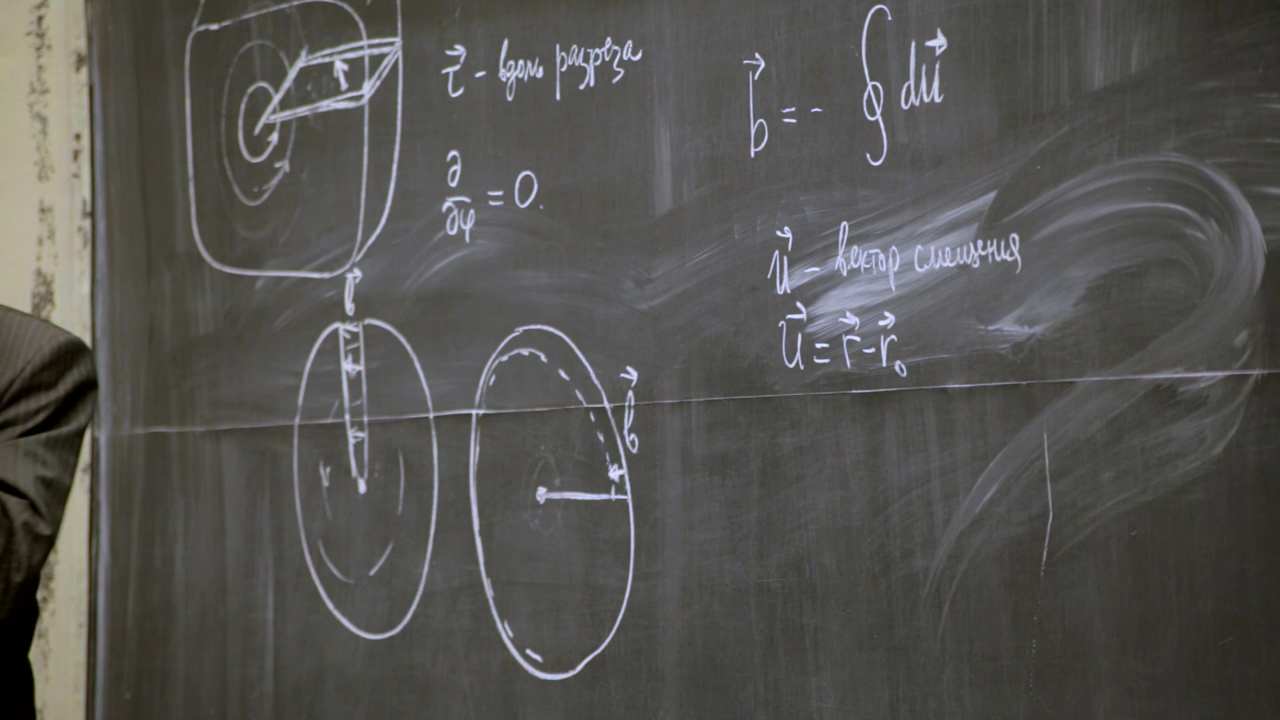 τ⃗ - вдоль разреза
∂/∂φ = 0.
b⃗
b⃗
b⃗ = - ∮ du⃗
u⃗ - вектор смещения
u⃗ = r⃗ - r⃗₀